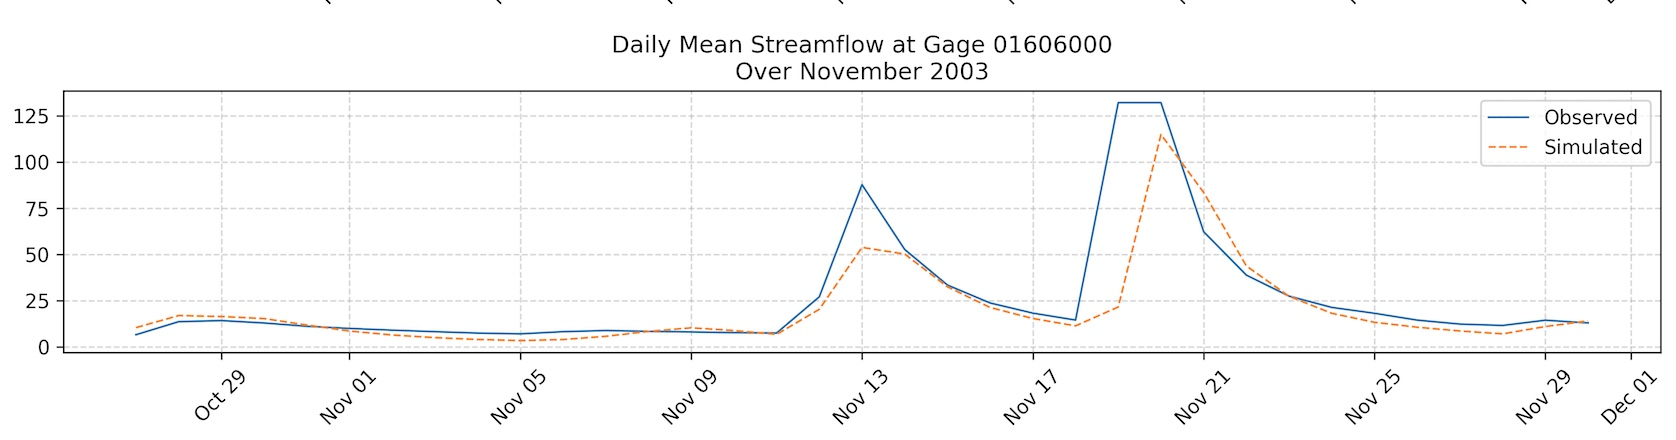 Daily Mean Streamflow at Gage 01606000
Over November 2003
125
100
75
50
25
0
Observed
Simulated
Oct 29
Nov 01
Nov 05
Nov 09
Nov 13
Nov 17
Nov 21
Nov 25
Nov 29
Dec 01